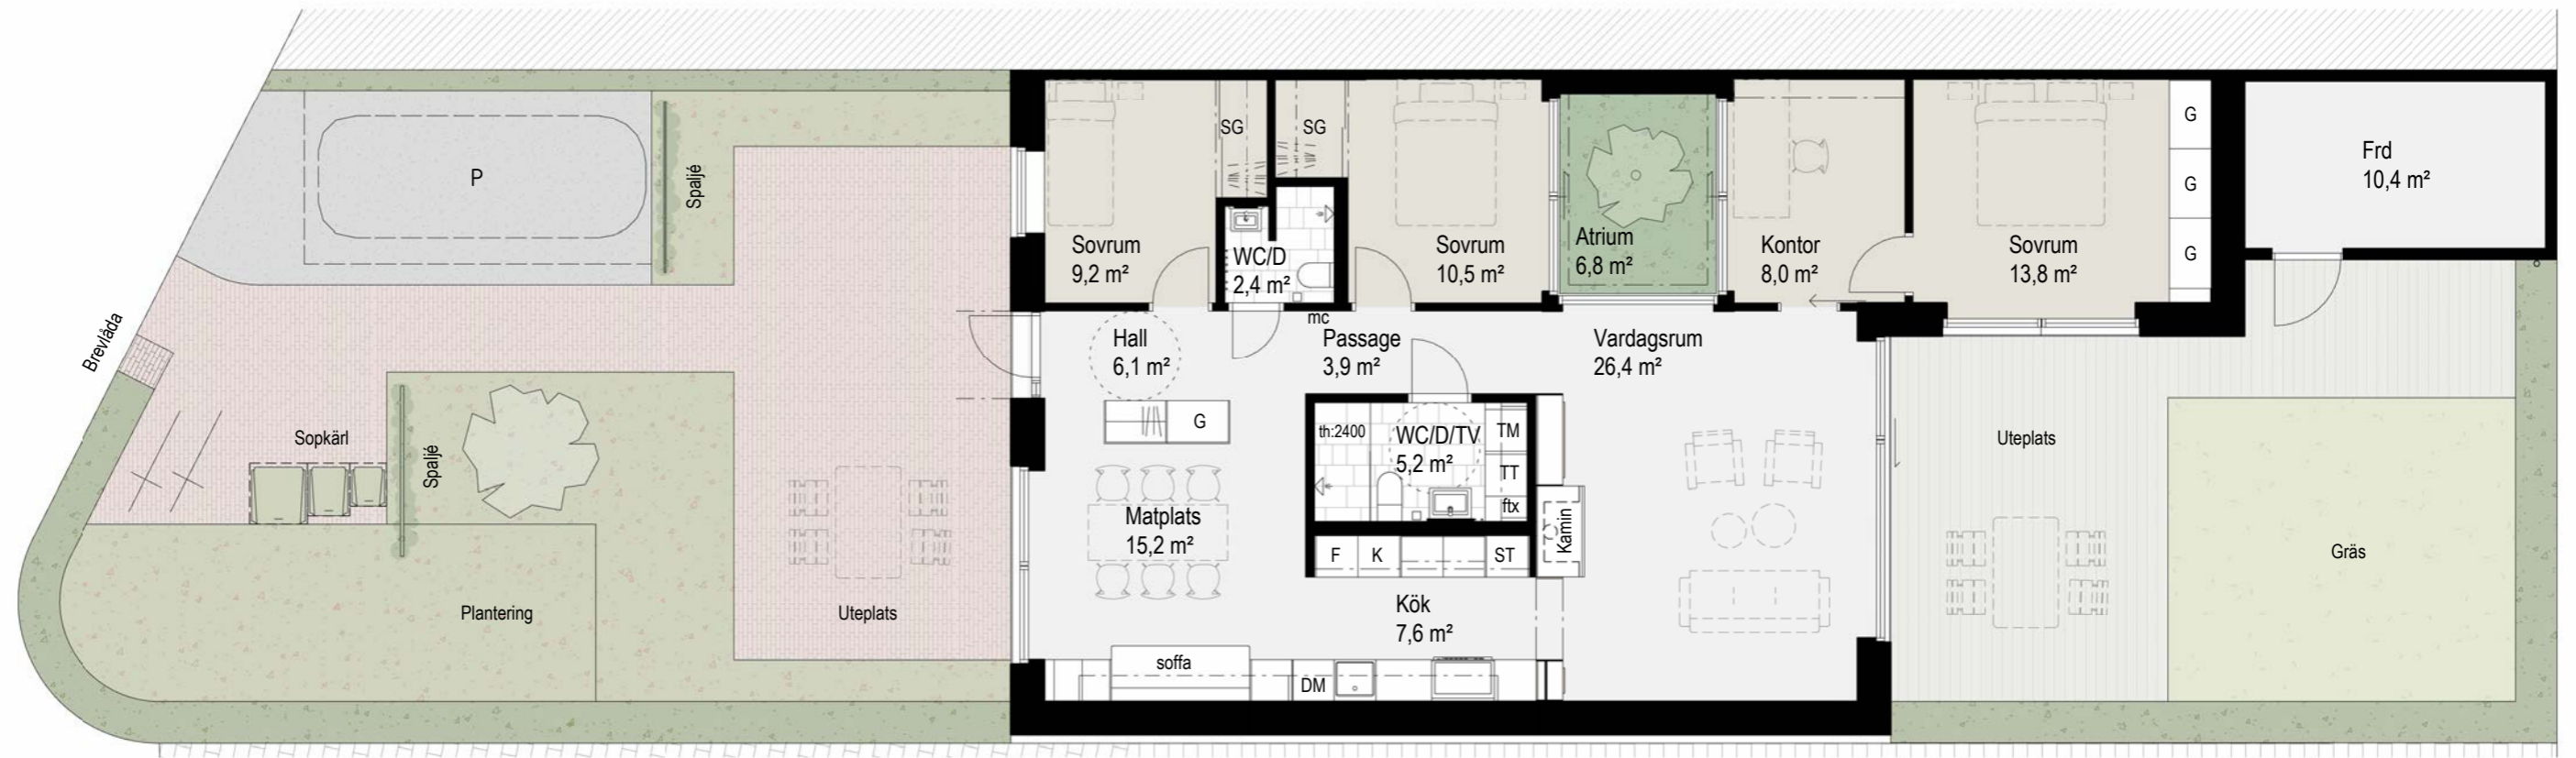 P
Spaljé
Brevlåda
Sopkärl
Spaljé
Plantering
Uteplats
Sovrum
9,2 m²
SG
SG
WC/D
2,4 m²
Sovrum
10,5 m²
Atrium
6,8 m²
Kontor
8,0 m²
Sovrum
13,8 m²
G
G
G
Frd
10,4 m²
Hall
6,1 m²
mc
Passage
3,9 m²
Vardagsrum
26,4 m²
G
th:2400
WC/D/TV
5,2 m²
TM
TT
ftx
Matplats
15,2 m²
F
K
ST
Kamin
Kök
7,6 m²
soffa
DM
Uteplats
Gräs